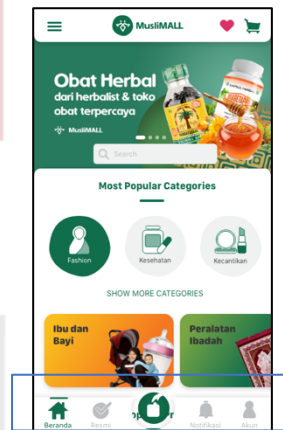 MusliMALL
Obat Herbal
dari herbalist & toko
obat terpercaya
MusliMALL
Search
Most Popular Categories
Fashion
Kesehatan
Kecantikan
SHOW MORE CATEGORIES
Ibu dan
Bayi
Peralatan
Ibadah
Beranda
Resmi
Notifikasi
Akun